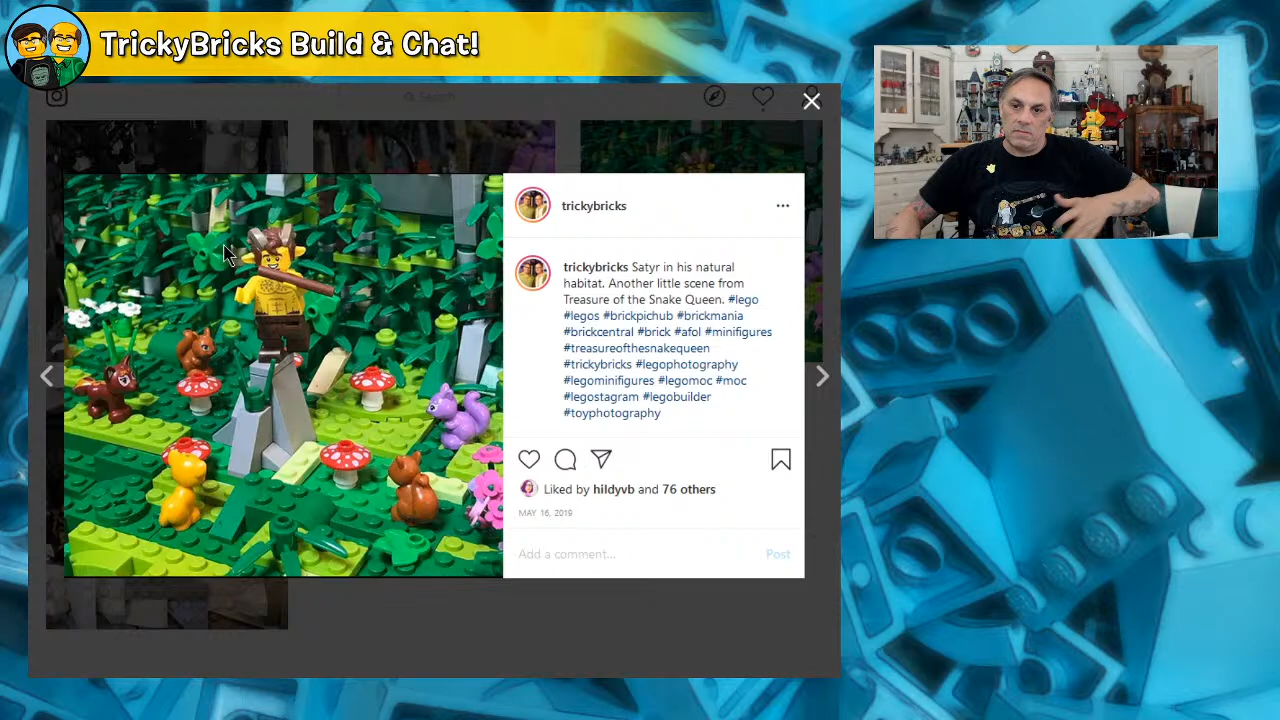 TrickyBricks Build & Chat!
Search
trickybricks
trickybricks Satyr in his natural
habitat. Another little scene from
Treasure of the Snake Queen. #lego
#legos #brickpichub #brickmania
#brickcentral #brick #afol #minifigures
#treasureofthesnakequeen
#trickybricks #legophotography
#legominifigures #legomoc #moc
#legostagram #legobuilder
#toyphotography
Liked by hildyvb and 76 others
MAY 16, 2019
Add a comment...
Post